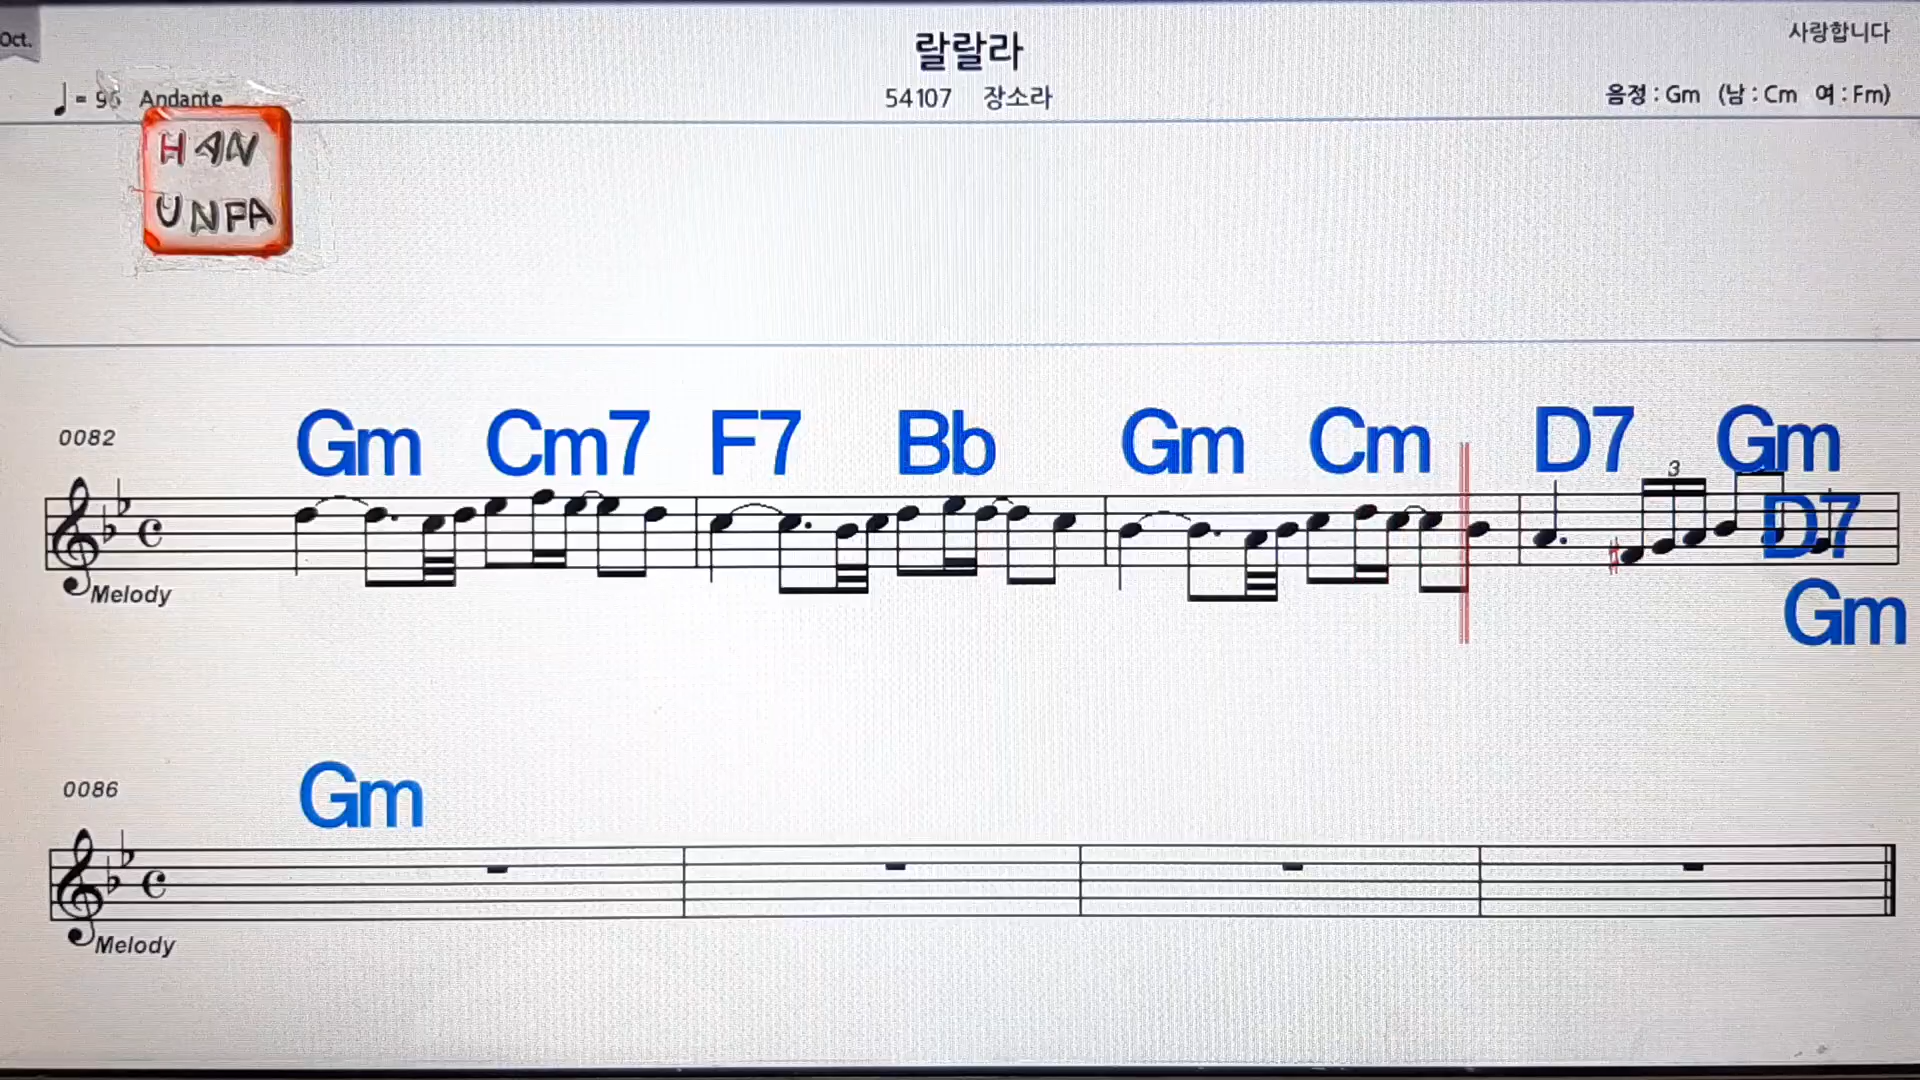 Oct.
랄랄라
사랑합니다
= 96 Andante
54107 장소라
음정 : Gm (남 : Cm 여 : Fm)
HAN
UNFA
0082
Gm Cm7 F7 Bb Gm Cm D7 Gm
3
D7
Melody
Gm
0086
Gm
Melody